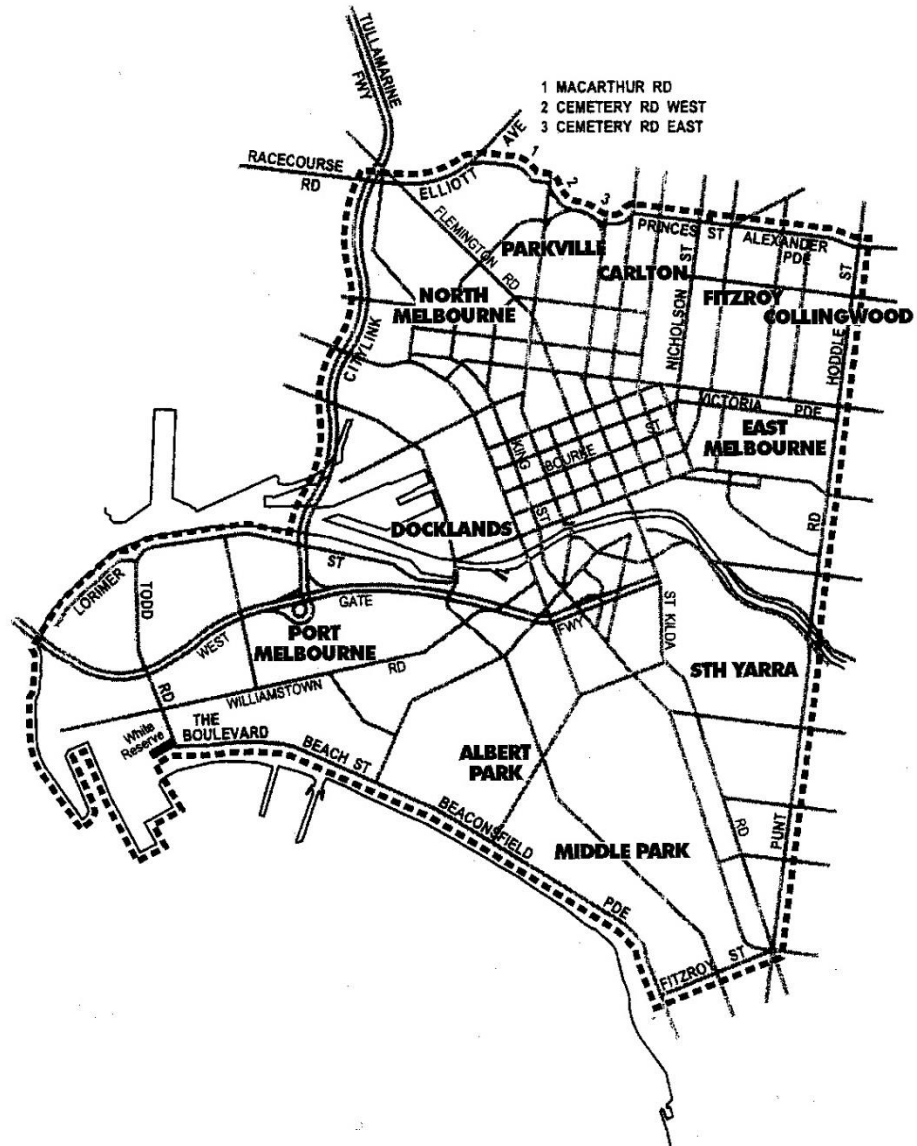 TULLAMARINE
FWY
1 MACARTHUR RD
2 CEMETERY RD WEST
3 CEMETERY RD EAST
RACECOURSE
RD
ELLIOTT
AVE
1
2
3
FLEMINGTON
RD
PRINCES ST
ALEXANDER
PDE
PARKVILLE
CARLTON
NICHOLSON
ST
FITZROY
COLLINGWOOD
HODDLE
ST
NORTH
MELBOURNE
CITYLINK
VICTORIA
PDE
EAST
MELBOURNE
KING
ST
BOURNE
ST
RD
DOCKLANDS
LORIMER
ST
TODD
RD
WEST
GATE
FWY
PORT
MELBOURNE
ST KILDA
RD
STH YARRA
WILLIAMSTOWN
RD
White
Reserve
THE
BOULEVARD
BEACH ST
ALBERT
PARK
BEACONSFIELD
PDE
MIDDLE PARK
PUNT
FITZROY ST